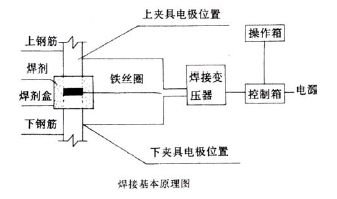 上夹具电极位置
上钢筋
操作箱
焊剂
铁丝圈
焊接变
压器
控制箱
电源
焊剂盒
下钢筋
下夹具电极位置
焊接基本原理图